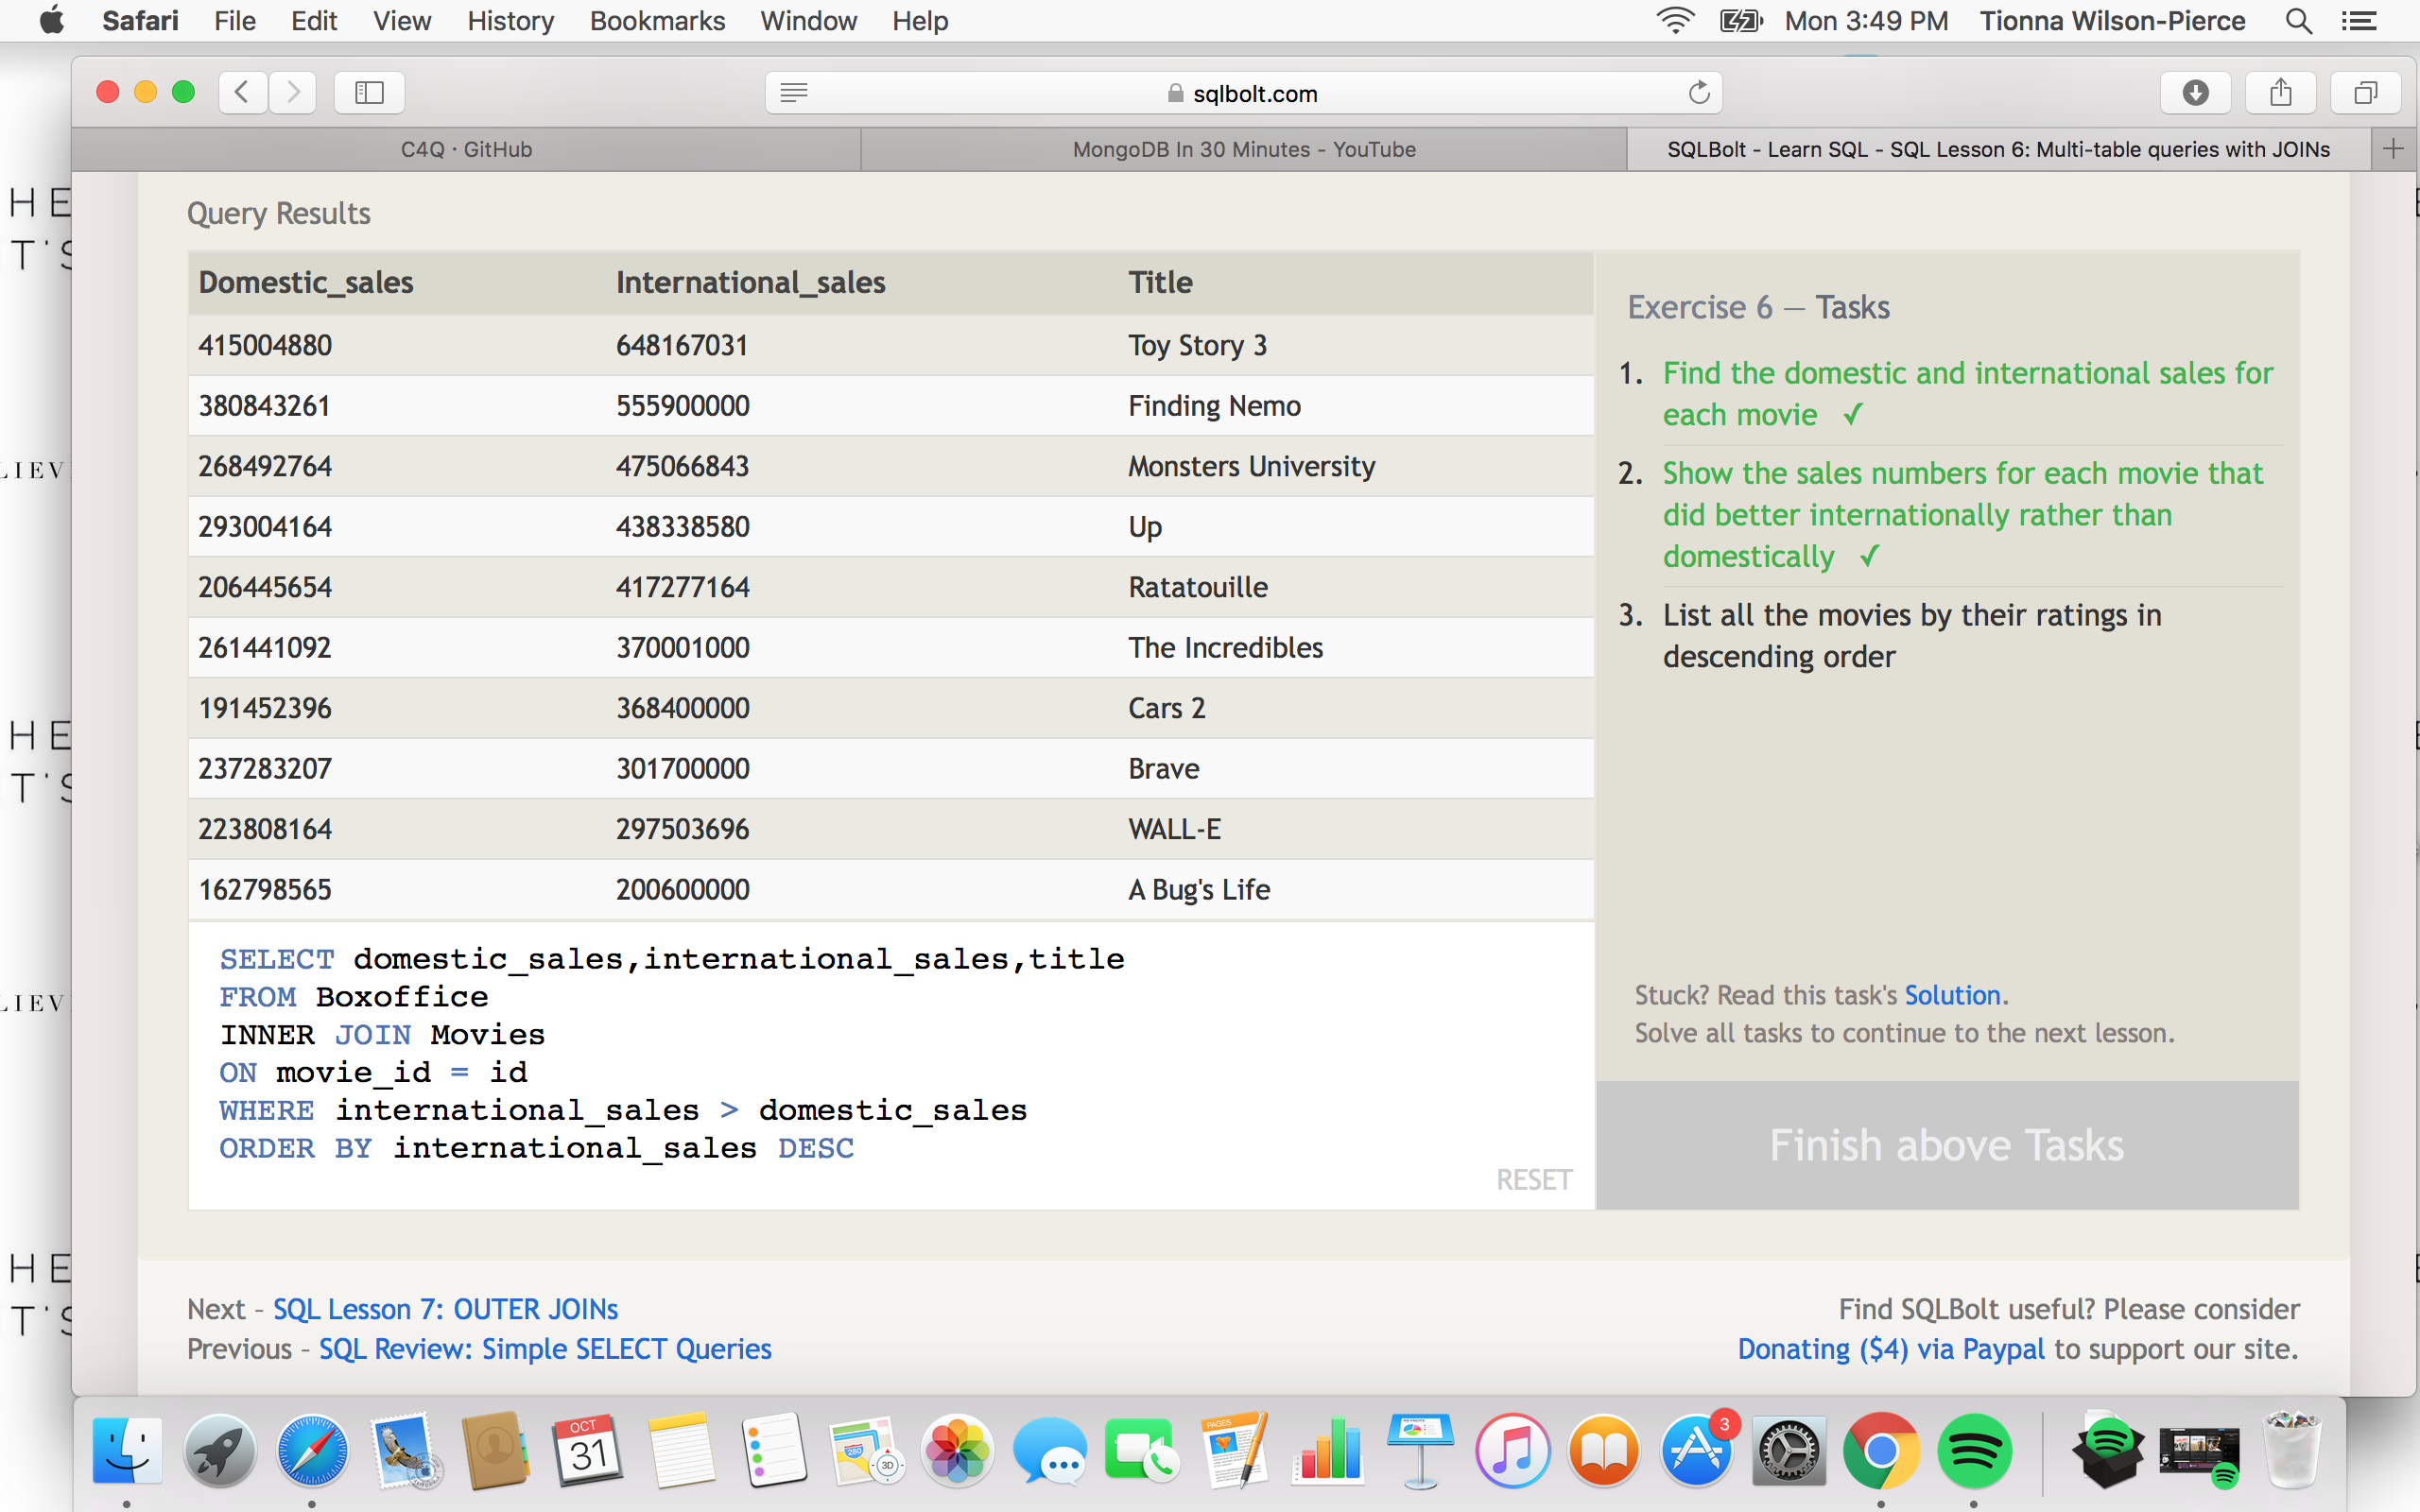 Safari File Edit View History Bookmarks Window Help Mon 3:49 PM Tionna Wilson-Pierce
sqlbolt.com
C4Q · GitHub MongoDB In 30 Minutes - YouTube SQLBolt - Learn SQL - SQL Lesson 6: Multi-table queries with JOINs
Query Results
Domestic_sales International_sales Title
415004880 648167031 Toy Story 3
380843261 555900000 Finding Nemo
268492764 475066843 Monsters University
293004164 438338580 Up
206445654 417277164 Ratatouille
261441092 370001000 The Incredibles
191452396 368400000 Cars 2
237283207 301700000 Brave
223808164 297503696 WALL-E
162798565 200600000 A Bug's Life
SELECT domestic_sales,international_sales,title
FROM Boxoffice
INNER JOIN Movies
ON movie_id = id
WHERE international_sales > domestic_sales
ORDER BY international_sales DESC
RESET
Exercise 6 — Tasks
1. Find the domestic and international sales for
each movie ✓
2. Show the sales numbers for each movie that
did better internationally rather than
domestically ✓
3. List all the movies by their ratings in
descending order
Stuck? Read this task's Solution.
Solve all tasks to continue to the next lesson.
Finish above Tasks
Next - SQL Lesson 7: OUTER JOINs
Previous - SQL Review: Simple SELECT Queries
Find SQLBolt useful? Please consider
Donating ($4) via Paypal to support our site.
HE
T'S
LIEV
HE
T'S
LIEV
HE
T'S
OCT
31
280
3D
PAGES
KEYNOTE
3